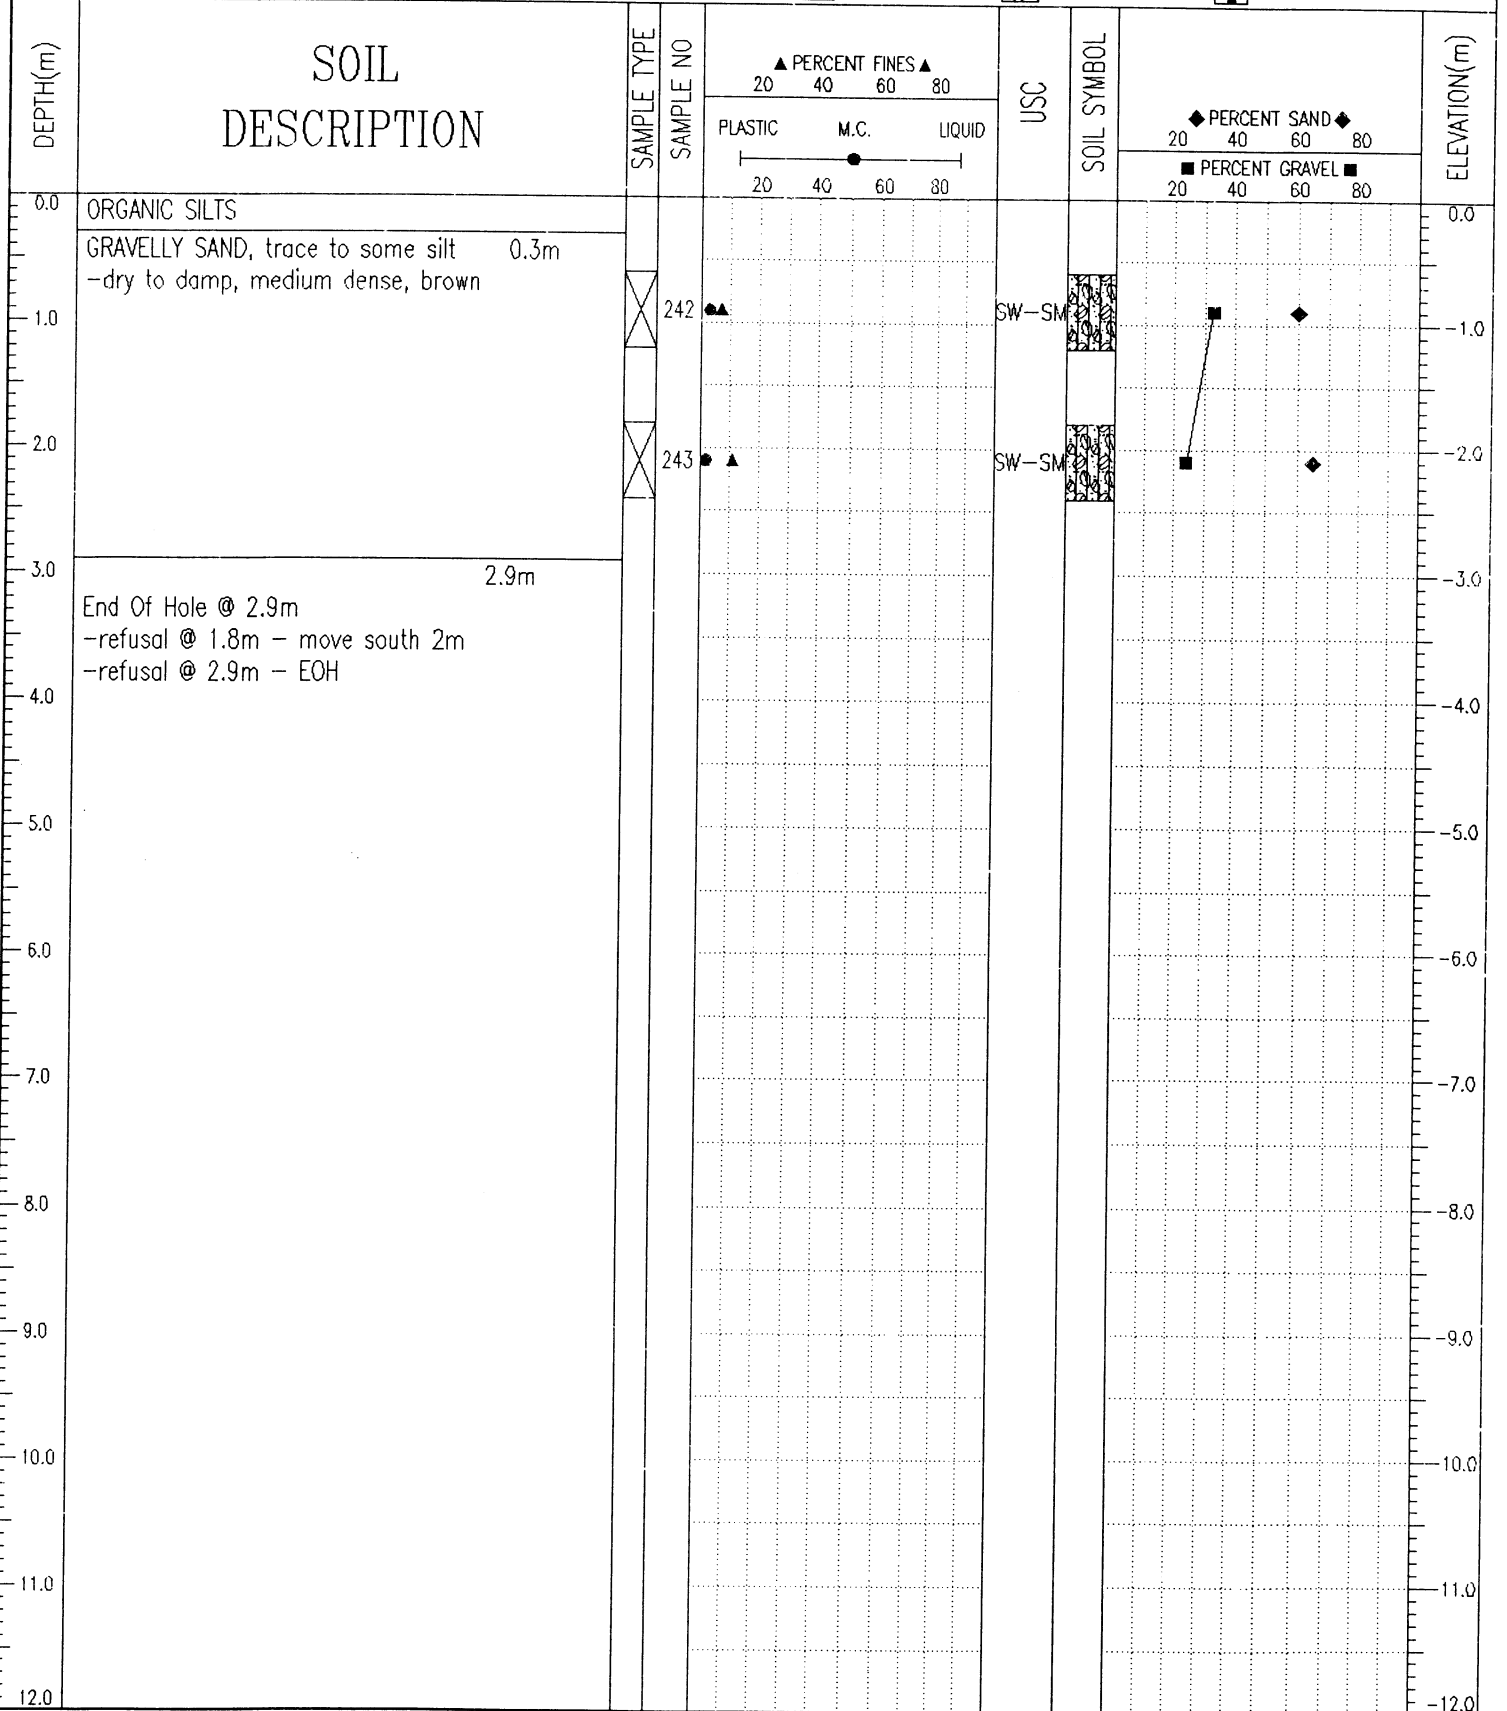 DEPTH(m)
SOIL
DESCRIPTION
SAMPLE TYPE
SAMPLE NO
▲ PERCENT FINES ▲
20 40 60 80
PLASTIC M.C. LIQUID
20 40 60 80
USC
SOIL SYMBOL
◆ PERCENT SAND ◆
20 40 60 80
■ PERCENT GRAVEL ■
20 40 60 80
ELEVATION(m)
0.0
ORGANIC SILTS
0.0
GRAVELLY SAND, trace to some silt 0.3m
-dry to damp, medium dense, brown
1.0
242
SW-SM
-1.0
2.0
243
SW-SM
-2.0
3.0
2.9m
-3.0
End Of Hole @ 2.9m
-refusal @ 1.8m - move south 2m
-refusal @ 2.9m - EOH
4.0
-4.0
5.0
-5.0
6.0
-6.0
7.0
-7.0
8.0
-8.0
9.0
-9.0
10.0
-10.0
11.0
-11.0
12.0
-12.0